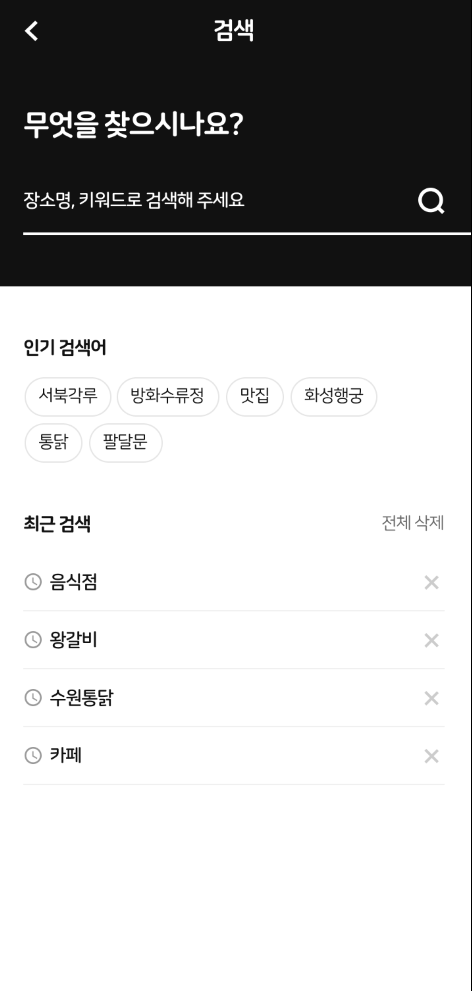 검색
무엇을 찾으시나요?
장소명, 키워드로 검색해 주세요
인기 검색어
서북각루 방화수류정 맛집 화성행궁
통닭 팔달문
최근 검색 전체 삭제
음식점
왕갈비
수원통닭
카페